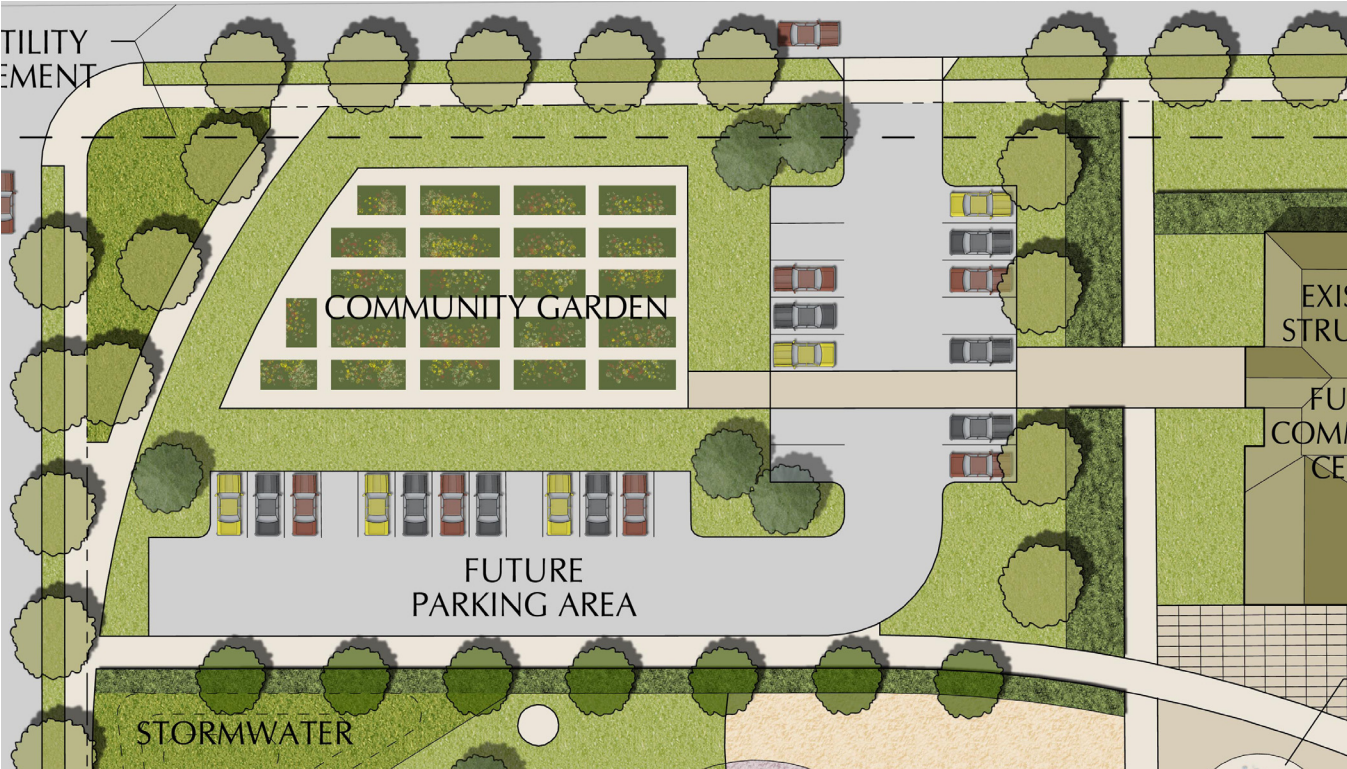 TILITY
EMENT
COMMUNITY GARDEN
EXIS
STRU
FU
COMM
CE
FUTURE
PARKING AREA
STORMWATER